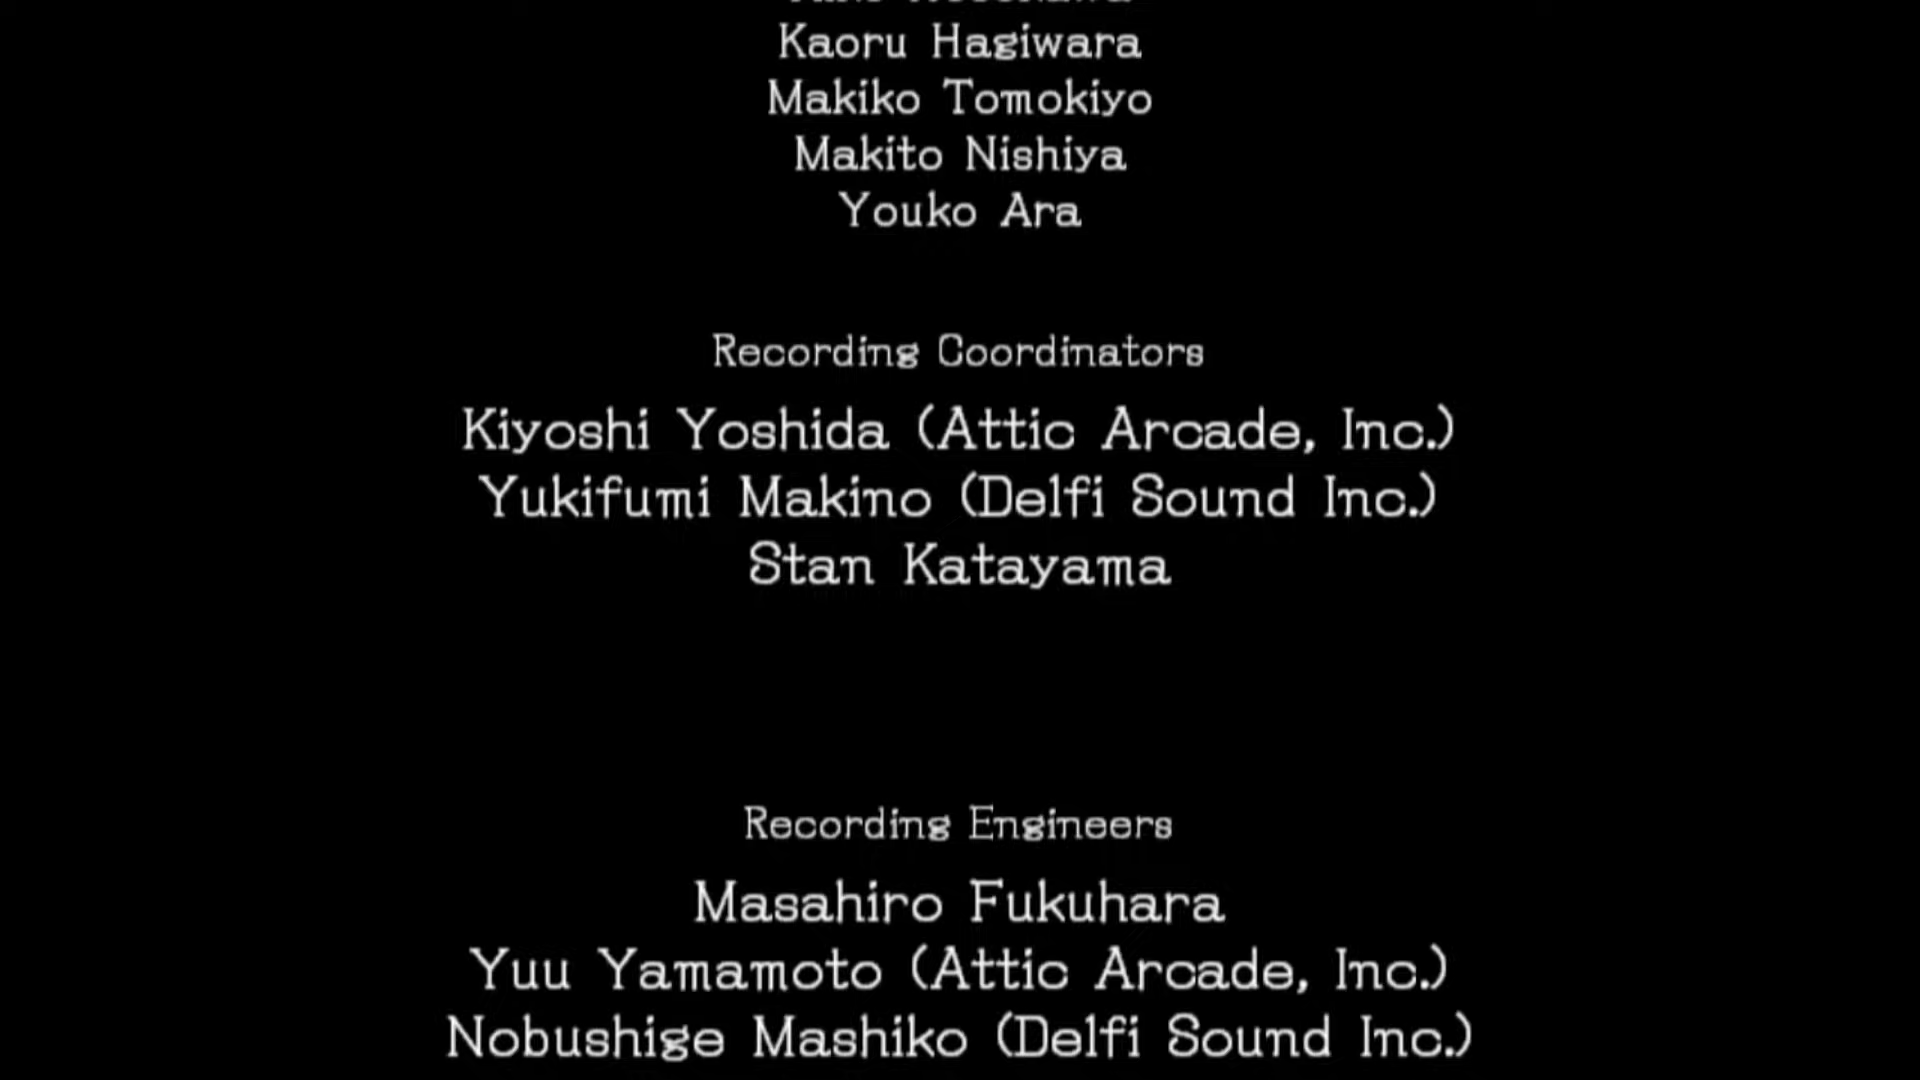 Kaoru Hagiwara
Makiko Tomokiyo
Makito Nishiya
Youko Ara
Recording Coordinators
Kiyoshi Yoshida (Attic Arcade, Inc.)
Yukifumi Makino (Delfi Sound Inc.)
Stan Katayama
Recording Engineers
Masahiro Fukuhara
Yuu Yamamoto (Attic Arcade, Inc.)
Nobushige Mashiko (Delfi Sound Inc.)